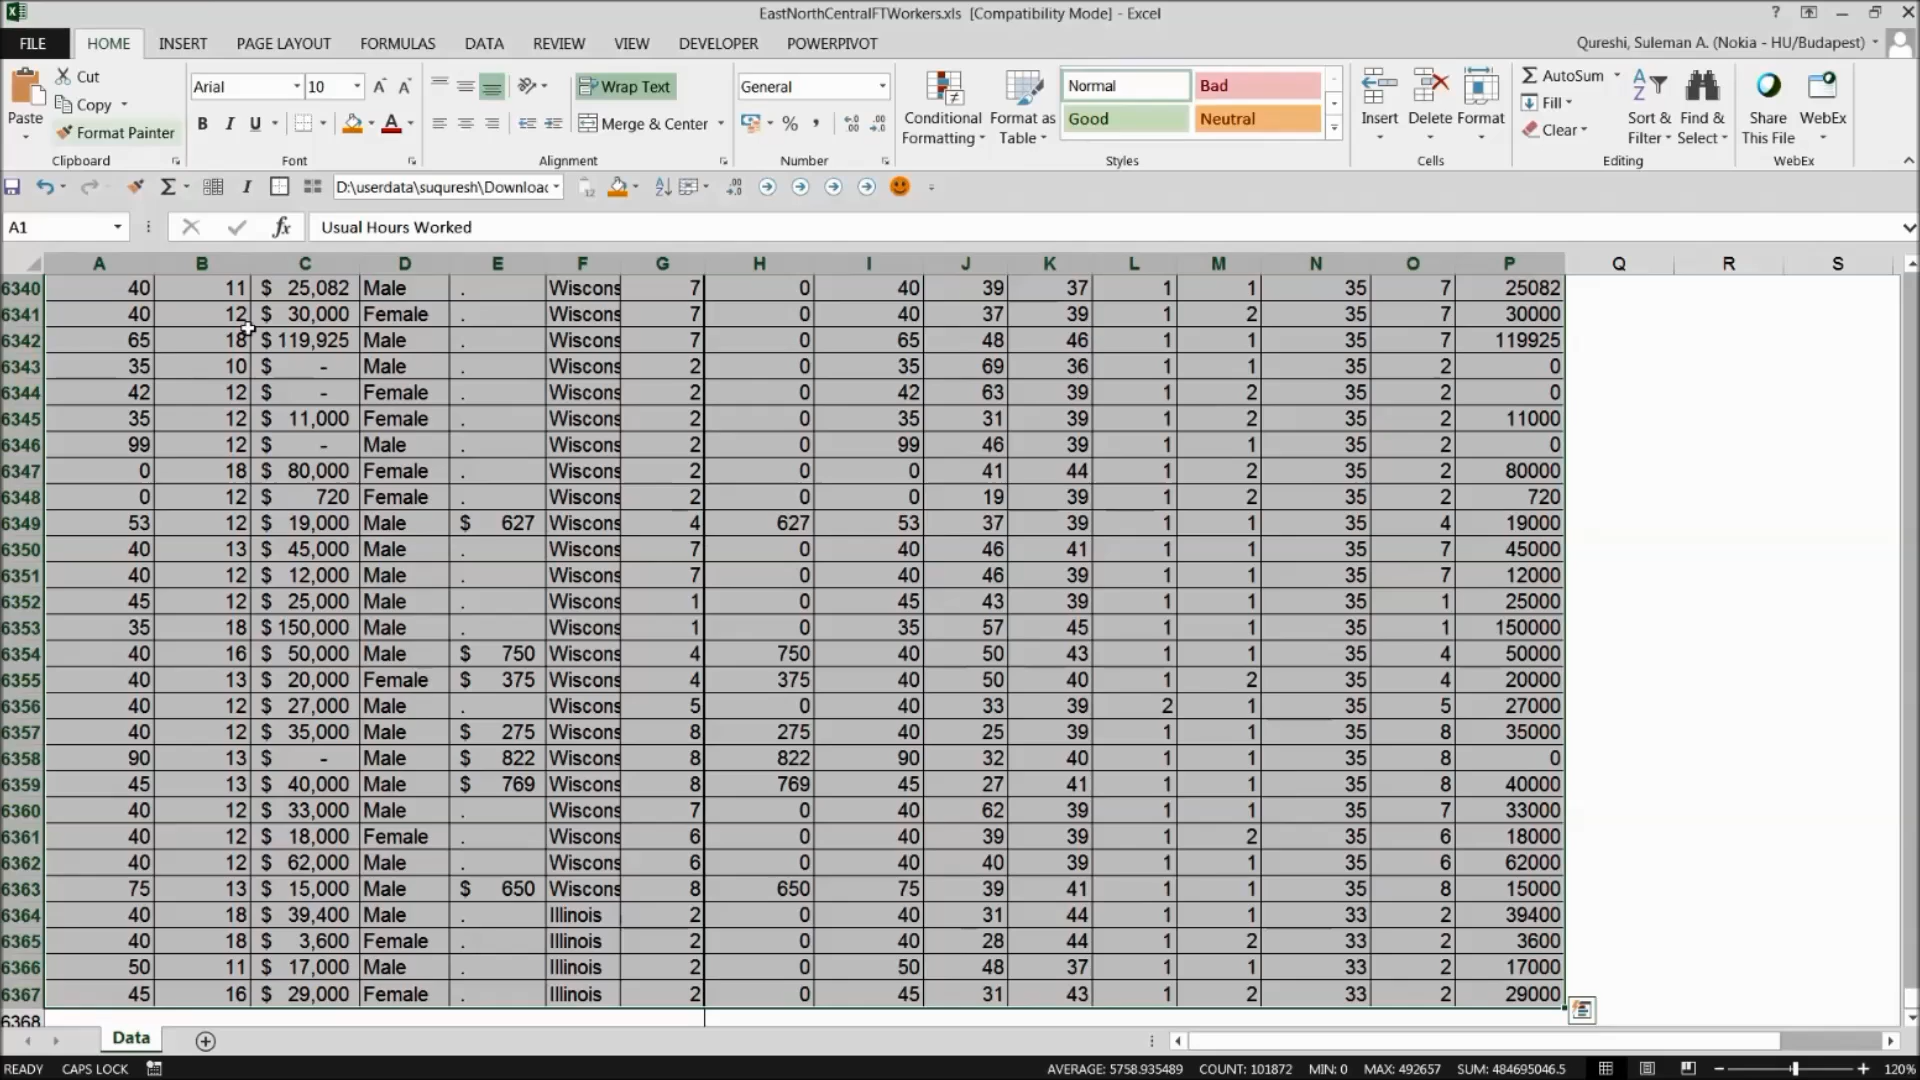 EastNorthCentralFTWorkers.xls [Compatibility Mode] - Excel
FILE HOME INSERT PAGE LAYOUT FORMULAS DATA REVIEW VIEW DEVELOPER POWERPIVOT Qureshi, Suleman A. (Nokia - HU/Budapest)
Paste Cut Copy Format Painter Clipboard
Arial 10 B I U Font
Wrap Text Merge & Center Alignment
General % , Number
Conditional Formatting Format as Table Normal Bad Good Neutral Styles
Insert Delete Format Cells
AutoSum Fill Clear Sort & Filter Find & Select Editing
Share This File WebEx WebEx
D:\userdata\suquresh\Downloac
A1 fx Usual Hours Worked
A B C D E F G H I J K L M N O P Q R S
6340 40 11 $ 25,082 Male . Wiscons 7 0 40 39 37 1 1 35 7 25082
6341 40 12 $ 30,000 Female . Wiscons 7 0 40 37 39 1 2 35 7 30000
6342 65 18 $ 119,925 Male . Wiscons 7 0 65 48 46 1 1 35 7 119925
6343 35 10 $ - Male . Wiscons 2 0 35 69 36 1 1 35 2 0
6344 42 12 $ - Female . Wiscons 2 0 42 63 39 1 2 35 2 0
6345 35 12 $ 11,000 Female . Wiscons 2 0 35 31 39 1 2 35 2 11000
6346 99 12 $ - Male . Wiscons 2 0 99 46 39 1 1 35 2 0
6347 0 18 $ 80,000 Female . Wiscons 2 0 0 41 44 1 2 35 2 80000
6348 0 12 $ 720 Female . Wiscons 2 0 0 19 39 1 2 35 2 720
6349 53 12 $ 19,000 Male $ 627 Wiscons 4 627 53 37 39 1 1 35 4 19000
6350 40 13 $ 45,000 Male . Wiscons 7 0 40 46 41 1 1 35 7 45000
6351 40 12 $ 12,000 Male . Wiscons 7 0 40 46 39 1 1 35 7 12000
6352 45 12 $ 25,000 Male . Wiscons 1 0 45 43 39 1 1 35 1 25000
6353 35 18 $ 150,000 Male . Wiscons 1 0 35 57 45 1 1 35 1 150000
6354 40 16 $ 50,000 Male $ 750 Wiscons 4 750 40 50 43 1 1 35 4 50000
6355 40 13 $ 20,000 Female $ 375 Wiscons 4 375 40 50 40 1 2 35 4 20000
6356 40 12 $ 27,000 Male . Wiscons 5 0 40 33 39 2 1 35 5 27000
6357 40 12 $ 35,000 Male $ 275 Wiscons 8 275 40 25 39 1 1 35 8 35000
6358 90 13 $ - Male $ 822 Wiscons 8 822 90 32 40 1 1 35 8 0
6359 45 13 $ 40,000 Male $ 769 Wiscons 8 769 45 27 41 1 1 35 8 40000
6360 40 12 $ 33,000 Male . Wiscons 7 0 40 62 39 1 1 35 7 33000
6361 40 12 $ 18,000 Female . Wiscons 6 0 40 39 39 1 2 35 6 18000
6362 40 12 $ 62,000 Male . Wiscons 6 0 40 40 39 1 1 35 6 62000
6363 75 13 $ 15,000 Male $ 650 Wiscons 8 650 75 39 41 1 1 35 8 15000
6364 40 18 $ 39,400 Male . Illinois 2 0 40 31 44 1 1 33 2 39400
6365 40 18 $ 3,600 Female . Illinois 2 0 40 28 44 1 2 33 2 3600
6366 50 11 $ 17,000 Male . Illinois 2 0 50 48 37 1 1 33 2 17000
6367 45 16 $ 29,000 Female . Illinois 2 0 45 31 43 1 2 33 2 29000
6368
Data
READY CAPS LOCK AVERAGE: 5758.935489 COUNT: 101872 MIN: 0 MAX: 492657 SUM: 484695046.5 120%